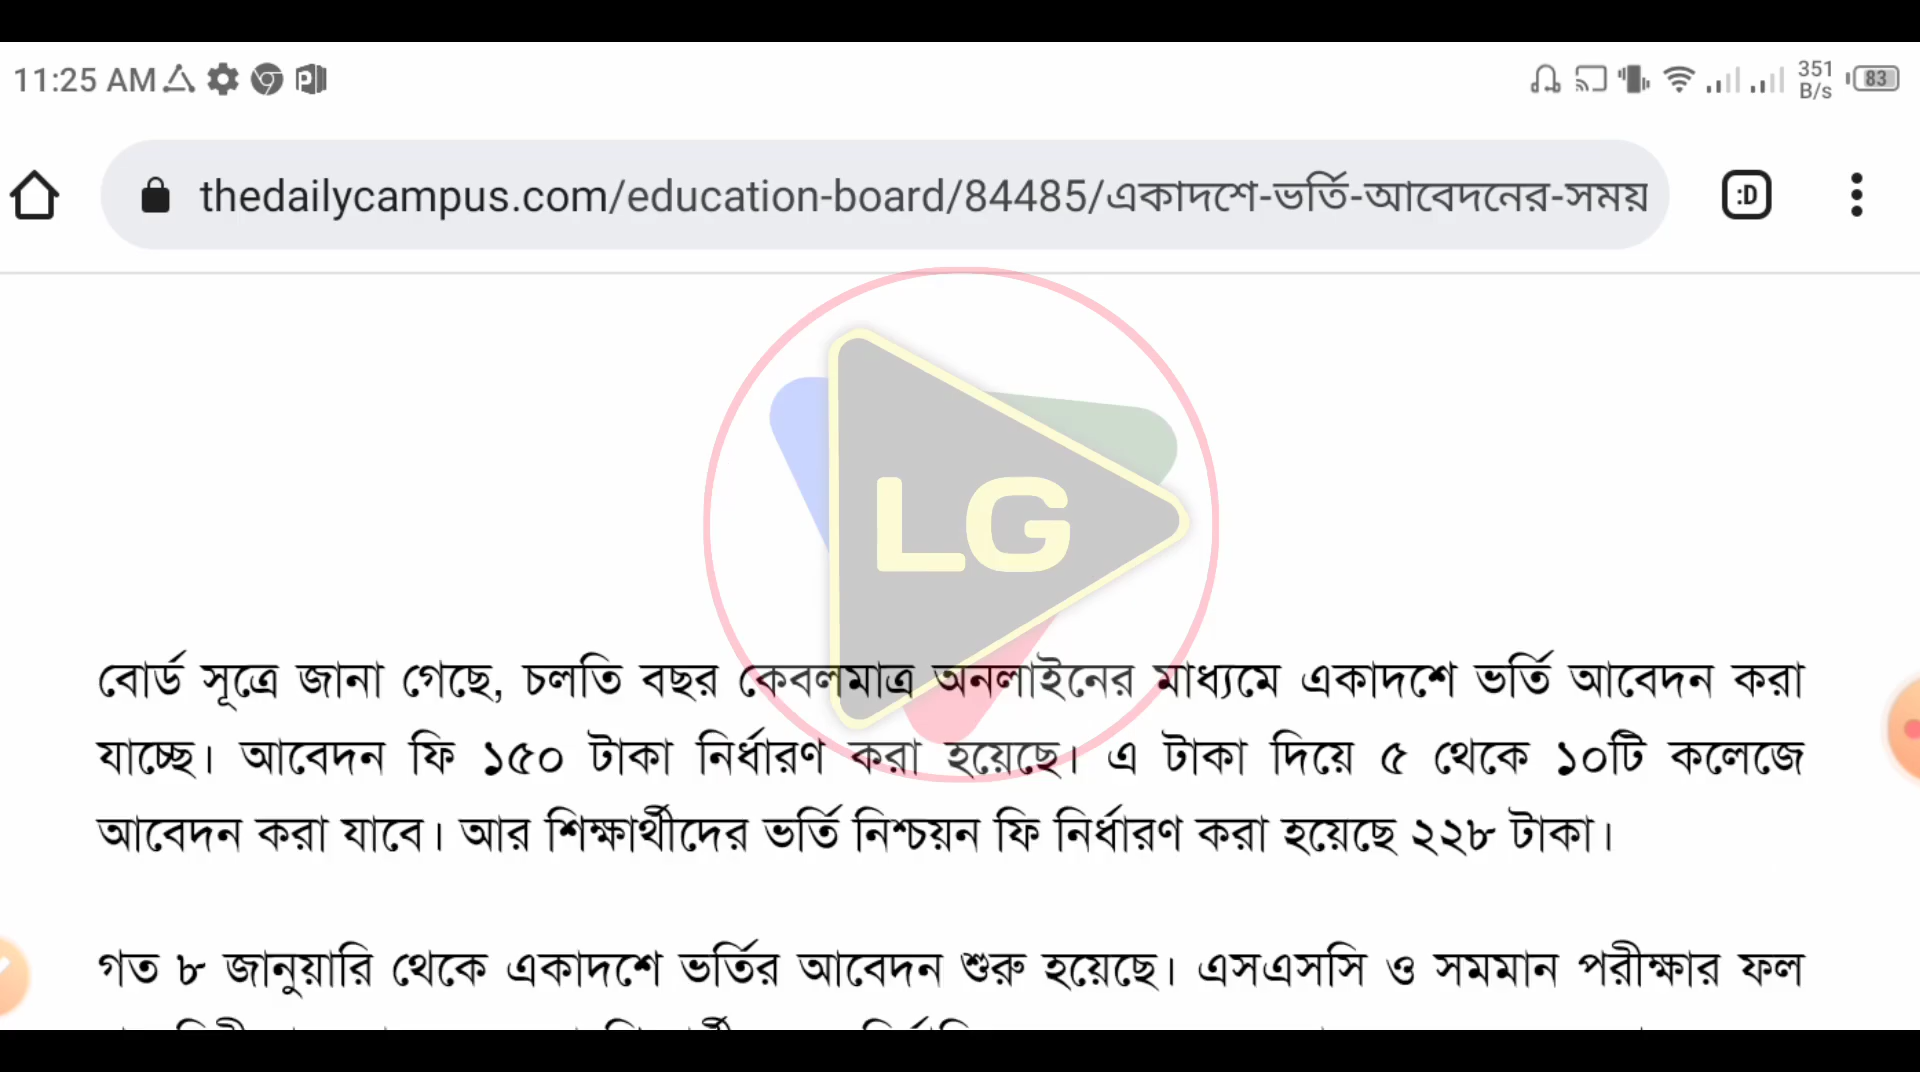 11:25 AM
351
B/s
83
thedailycampus.com/education-board/84485/একাদশে-ভর্তি-আবেদনের-সময়
:D
LG
বোর্ড সূত্রে জানা গেছে, চলতি বছর কেবলমাত্র অনলাইনের মাধ্যমে একাদশে ভর্তি আবেদন করা
যাচ্ছে। আবেদন ফি ১৫০ টাকা নির্ধারণ করা হয়েছে। এ টাকা দিয়ে ৫ থেকে ১০টি কলেজে
আবেদন করা যাবে। আর শিক্ষার্থীদের ভর্তি নিশ্চয়ন ফি নির্ধারণ করা হয়েছে ২২৮ টাকা।
গত ৮ জানুয়ারি থেকে একাদশে ভর্তির আবেদন শুরু হয়েছে। এসএসসি ও সমমান পরীক্ষার ফল